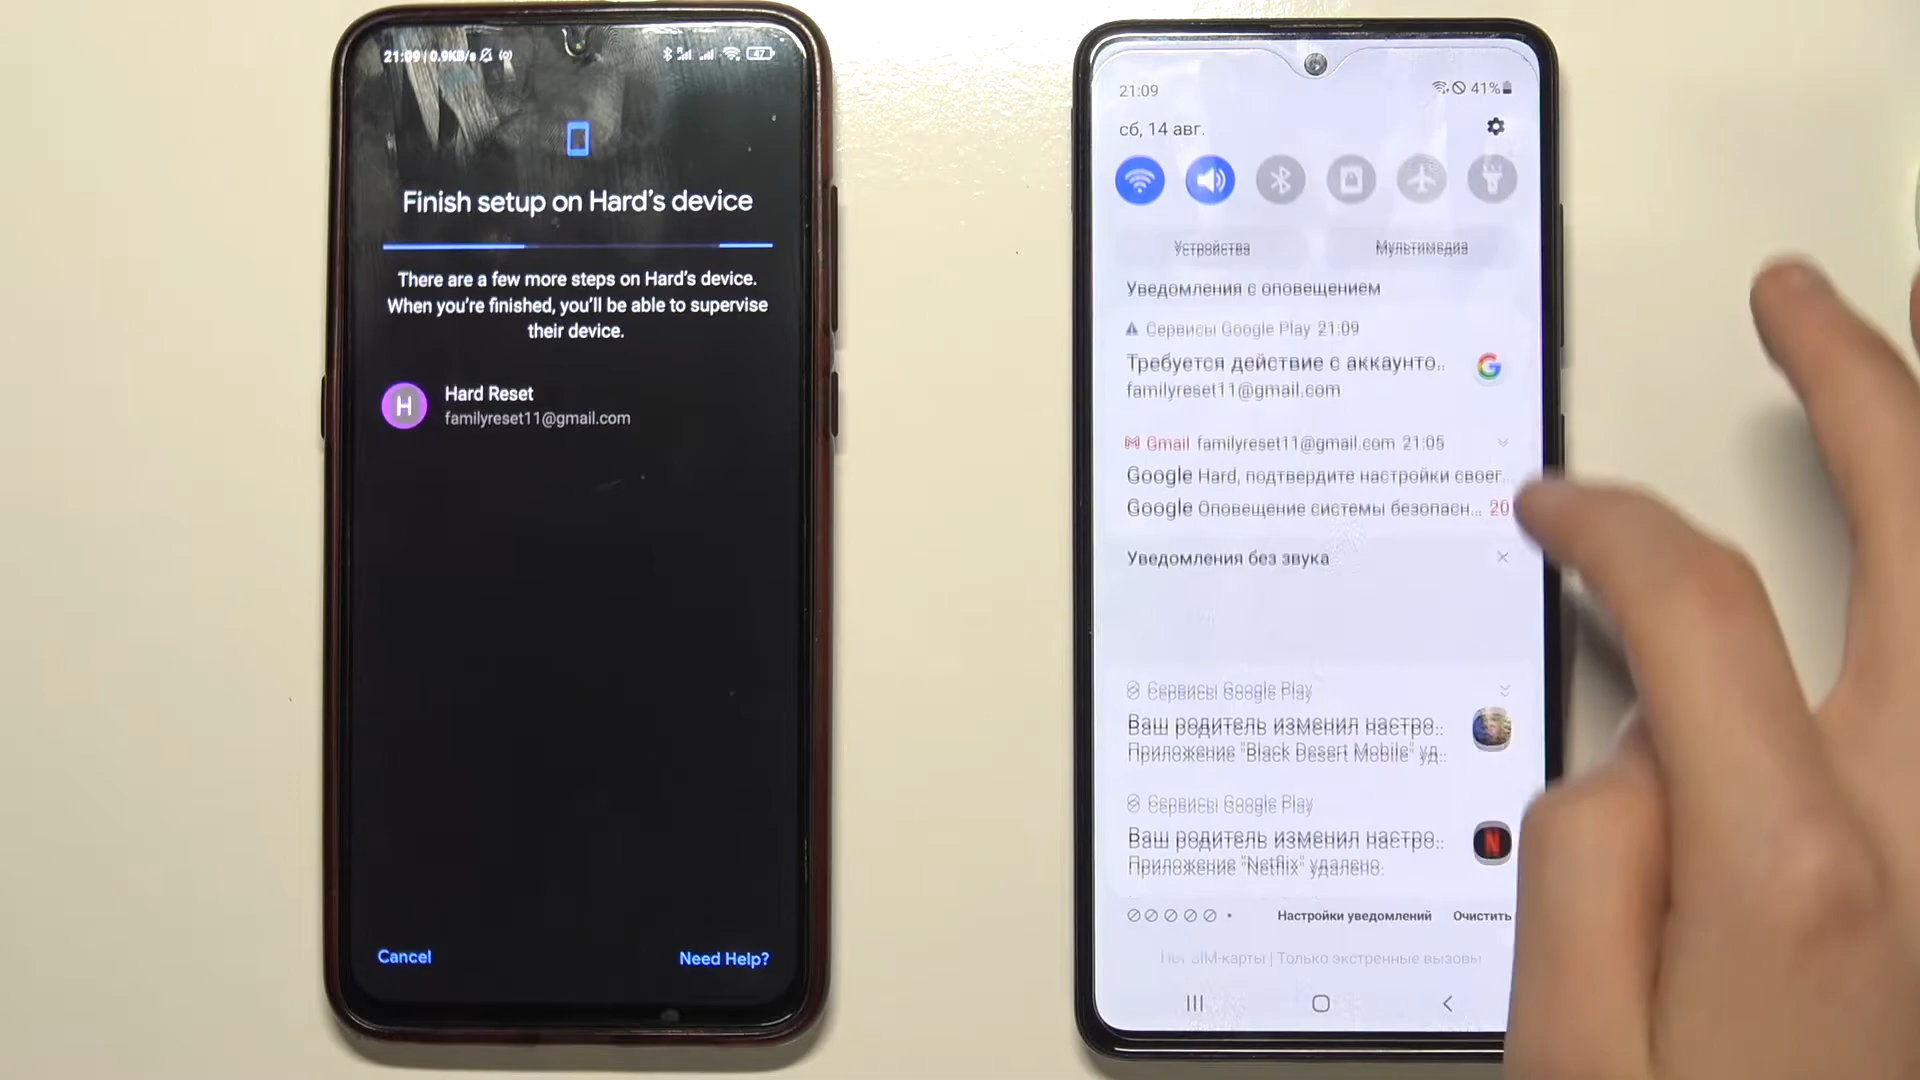 21:09 | 0.9KB/s
47
Finish setup on Hard's device
There are a few more steps on Hard's device.
When you're finished, you'll be able to supervise
their device.
H
Hard Reset
familyreset11@gmail.com
Cancel
Need Help?
21:09
41%
сб, 14 авг.
Устройства
Мультимедиа
Уведомления с оповещением
Сервисы Google Play 21:09
Требуется действие с аккаунто..
familyreset11@gmail.com
G
Gmail familyreset11@gmail.com 21:05
Google Hard, подтвердите настройки своег...
Google Оповещение системы безопасн... 20
Уведомления без звука
Сервисы Google Play
Ваш родитель изменил настро..
Приложение "Black Desert Mobile" уд..
Сервисы Google Play
Ваш родитель изменил настро..
Приложение "Netflix" удалено.
N
Настройки уведомлений
Очистить
Нет SIM-карты | Только экстренные вызовы